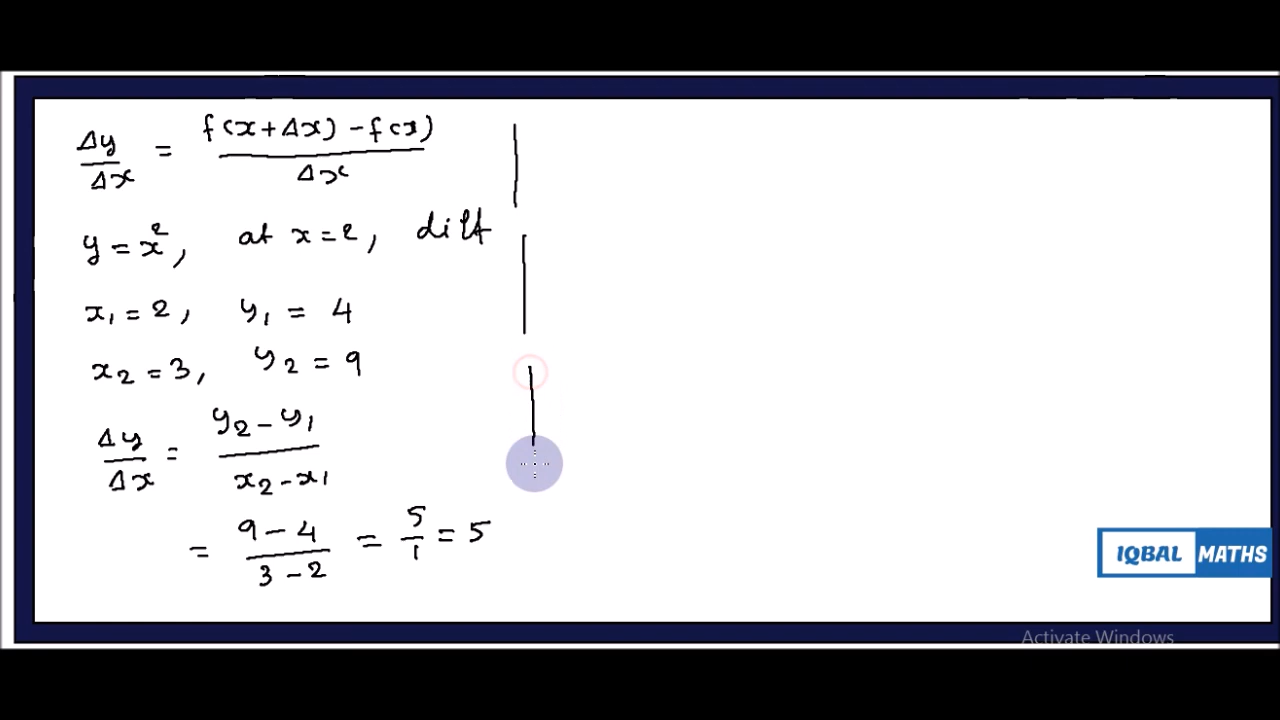 Δy/Δx = f(x+Δx) - f(x)/Δx
y = x², at x = 2, diff
x₁ = 2, y₁ = 4
x₂ = 3, y₂ = 9
Δy/Δx = y₂ - y₁/x₂ - x₁
= 9 - 4/3 - 2 = 5/1 = 5
IQBAL MATHS
Activate Windows